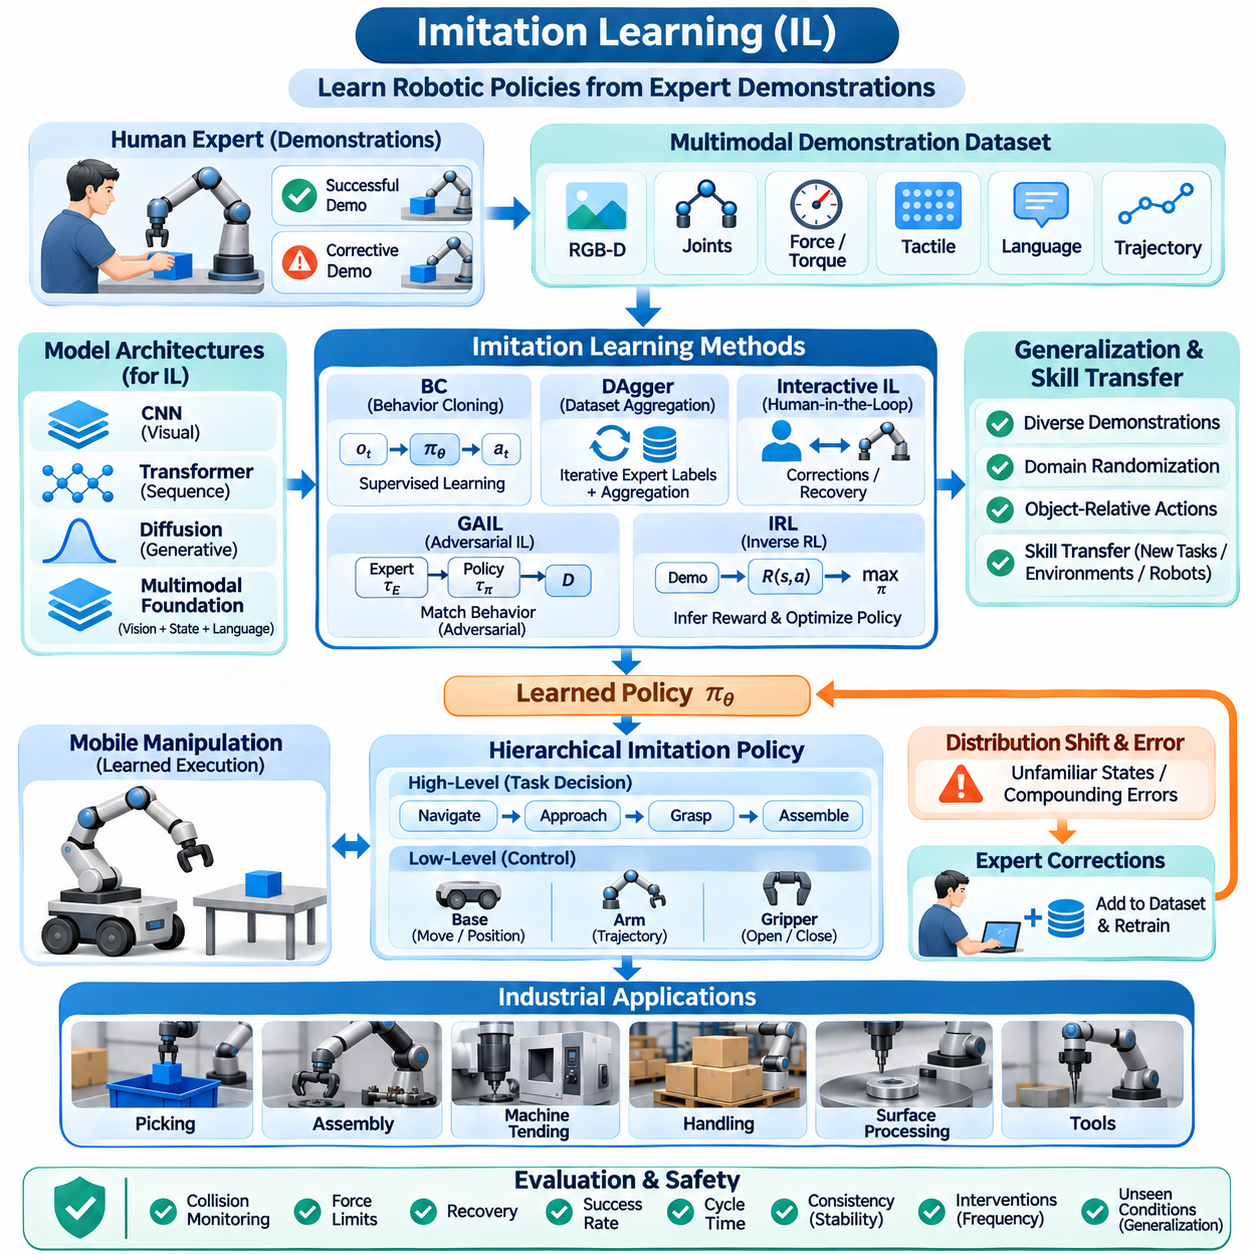 Imitation Learning (IL)
Learn Robotic Policies from Expert Demonstrations
Human Expert (Demonstrations)
Successful
Demo
Corrective
Demo
Multimodal Demonstration Dataset
RGB-D
Joints
Force /
Torque
Tactile
Language
Trajectory
Model Architectures
(for IL)
CNN
(Visual)
Transformer
(Sequence)
Diffusion
(Generative)
Multimodal
Foundation
(Vision + State + Language)
Imitation Learning Methods
BC
(Behavior Cloning)
o_t
π_θ
a_t
Supervised Learning
DAgger
(Dataset Aggregation)
Iterative Expert Labels
+ Aggregation
Interactive IL
(Human-in-the-Loop)
Corrections /
Recovery
GAIL
(Adversarial IL)
Expert
τ_E
Policy
τ_π
D
Match Behavior
(Adversarial)
IRL
(Inverse RL)
Demo
R(s,a)
max
π
Infer Reward & Optimize Policy
Generalization &
Skill Transfer
Diverse Demonstrations
Domain Randomization
Object-Relative Actions
Skill Transfer (New Tasks /
Environments / Robots)
Learned Policy π_θ
Mobile Manipulation
(Learned Execution)
Hierarchical Imitation Policy
High-Level (Task Decision)
Navigate
Approach
Grasp
Assemble
Low-Level (Control)
Base
(Move / Position)
Arm
(Trajectory)
Gripper
(Open / Close)
Distribution Shift & Error
Unfamiliar States /
Compounding Errors
Expert Corrections
+
Add to Dataset
& Retrain
Industrial Applications
Picking
Assembly
Machine
Tending
Handling
Surface
Processing
Tools
Evaluation & Safety
Collision
Monitoring
Force
Limits
Recovery
Success
Rate
Cycle
Time
Consistency
(Stability)
Interventions
(Frequency)
Unseen
Conditions
(Generalization)